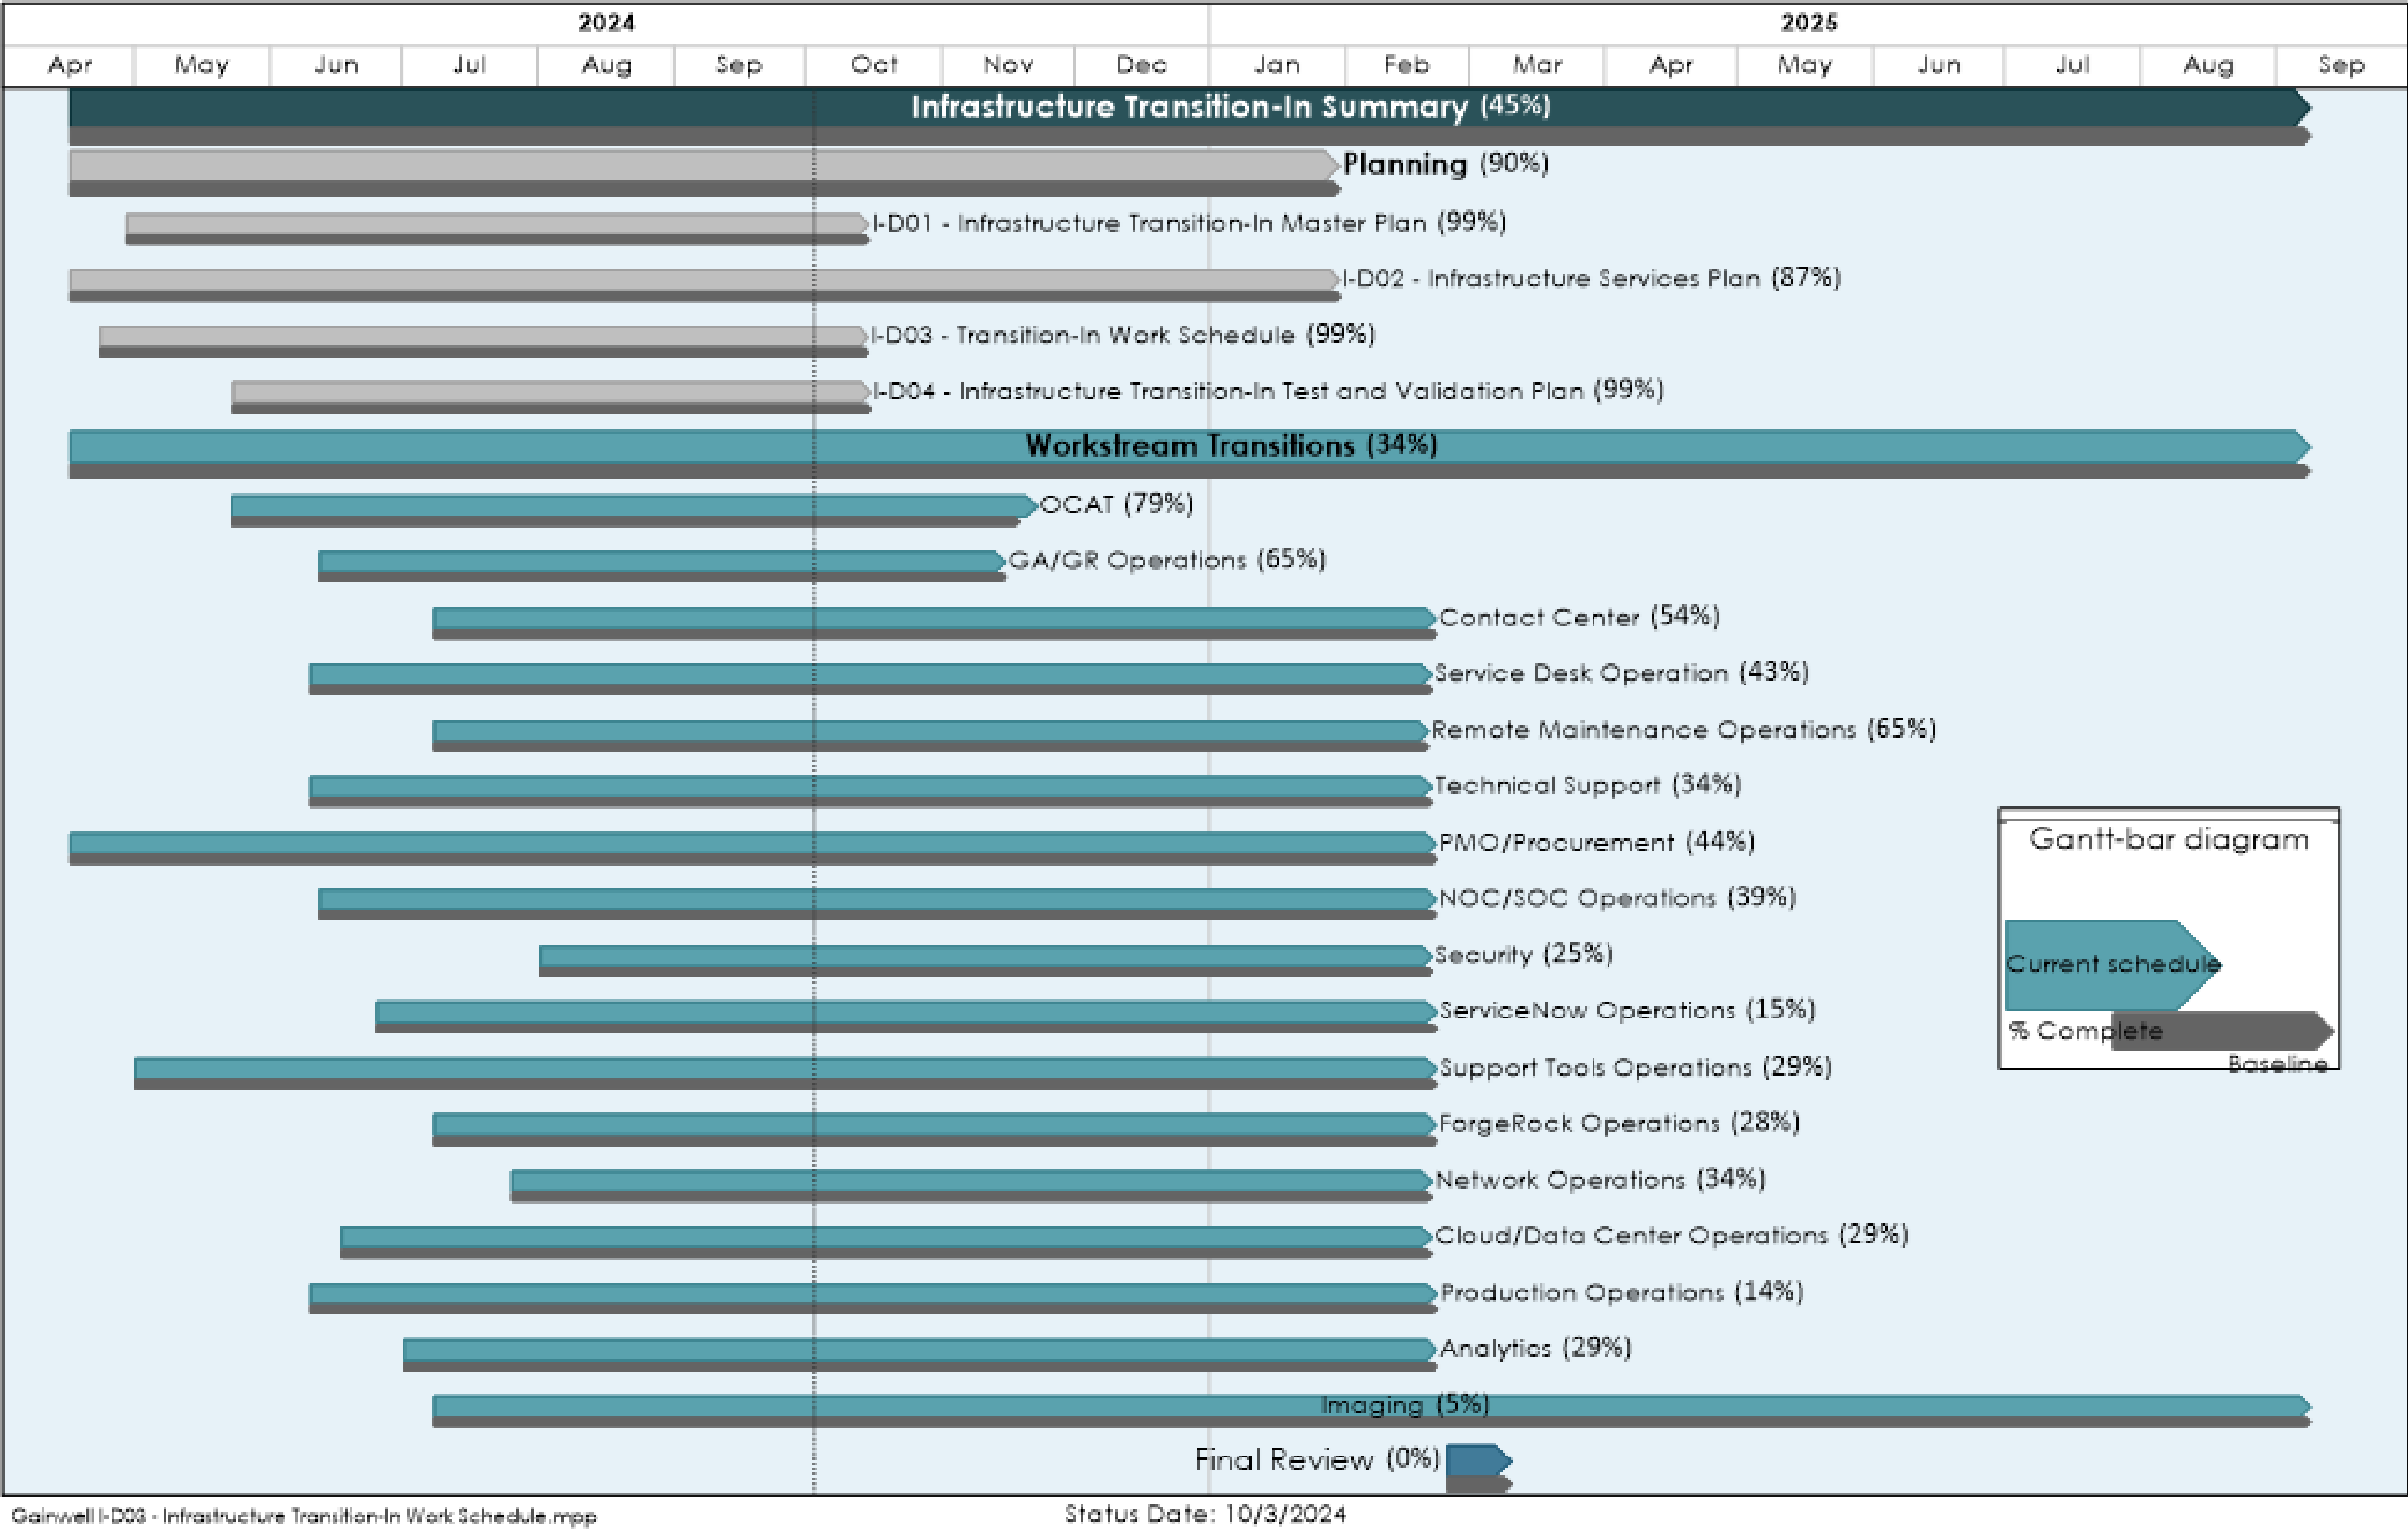 2024 2025
Apr May Jun Jul Aug Sep Oct Nov Dec Jan Feb Mar Apr May Jun Jul Aug Sep
Infrastructure Transition-In Summary (45%)
Planning (90%)
I-D01 - Infrastructure Transition-In Master Plan (99%)
I-D02 - Infrastructure Services Plan (87%)
I-D03 - Transition-In Work Schedule (99%)
I-D04 - Infrastructure Transition-In Test and Validation Plan (99%)
Workstream Transitions (34%)
OCAT (79%)
GA/GR Operations (65%)
Contact Center (54%)
Service Desk Operation (43%)
Remote Maintenance Operations (65%)
Technical Support (34%)
PMO/Procurement (44%)
NOC/SOC Operations (39%)
Security (25%)
ServiceNow Operations (15%)
Support Tools Operations (29%)
ForgeRock Operations (28%)
Network Operations (34%)
Cloud/Data Center Operations (29%)
Production Operations (14%)
Analytics (29%)
Imaging (5%)
Final Review (0%)
Gantt-bar diagram
Current schedule
% Complete
Baseline
Gainwell I-D03 - Infrastructure Transition-In Work Schedule.mpp
Status Date: 10/3/2024